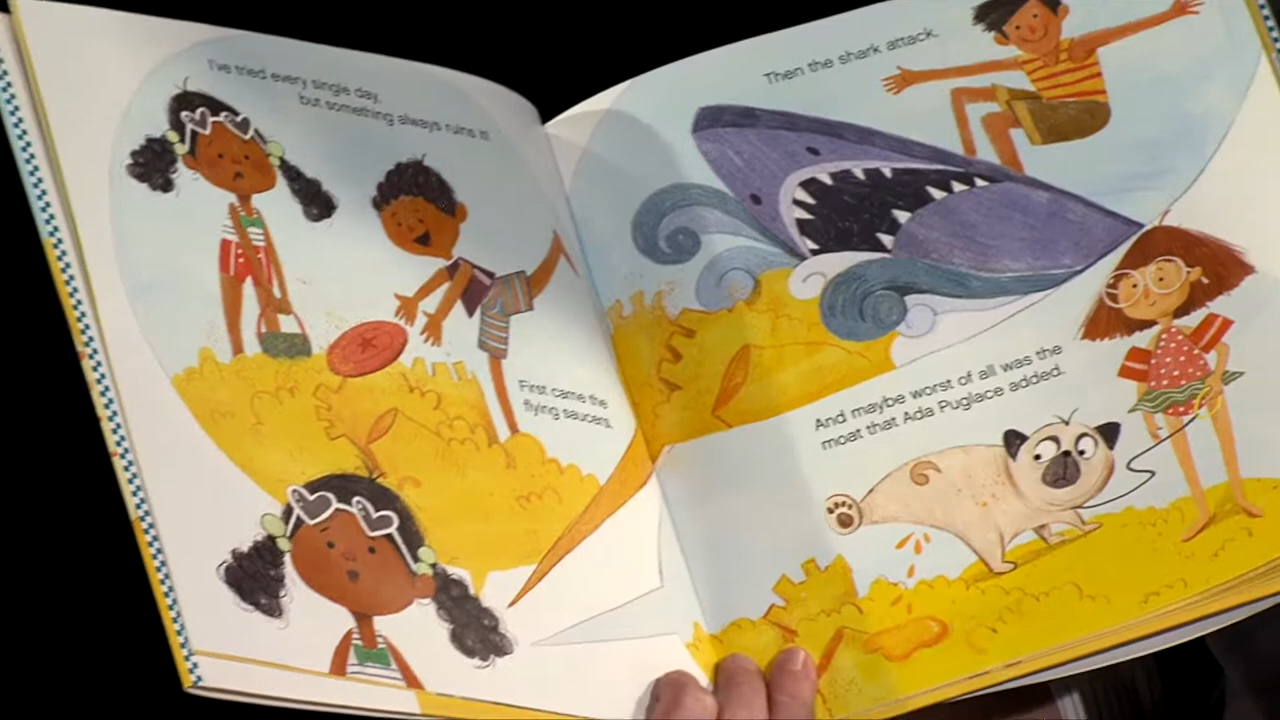 I've tried every single day,
but something always ruins it!
First came the
flying saucers.
Then the shark attack.
And maybe worst of all was the
moat that Ada Puglace added.